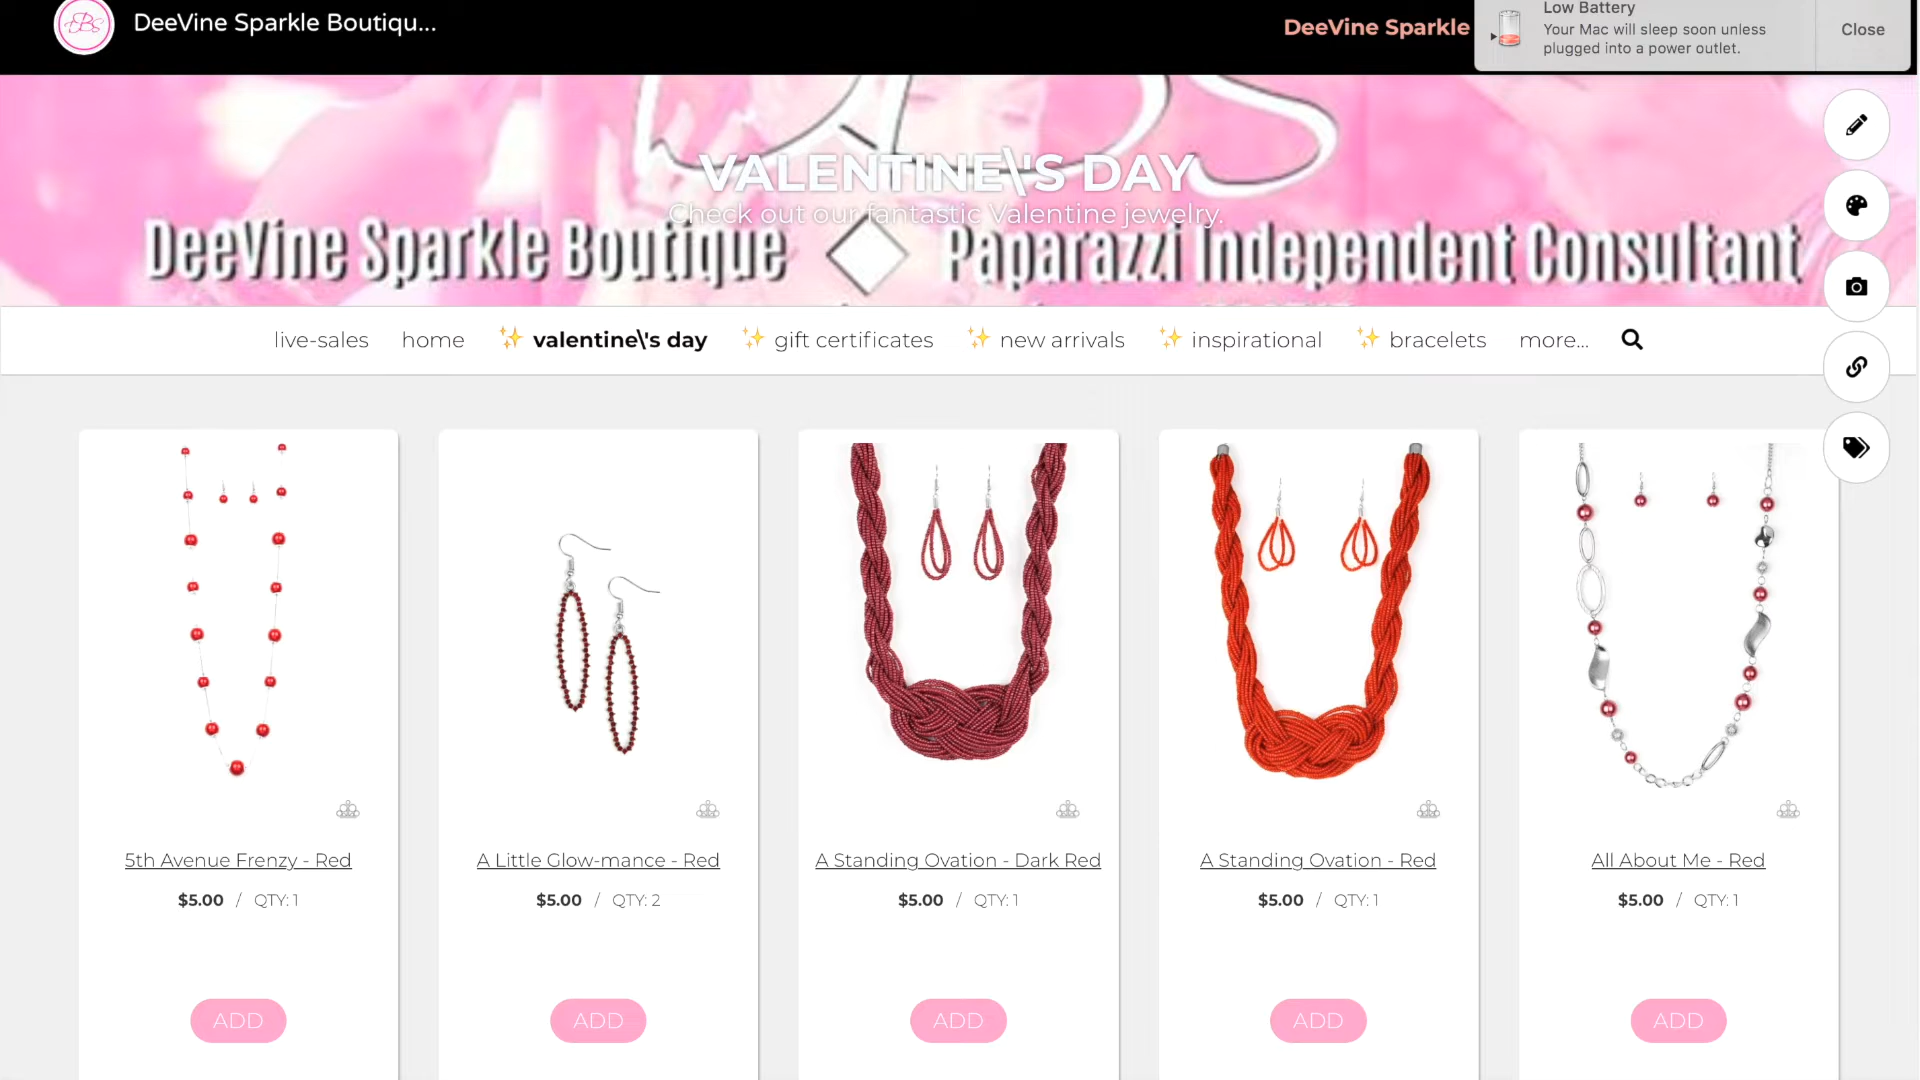 DBS
DeeVine Sparkle Boutiqu...
DeeVine Sparkle
Low Battery
Your Mac will sleep soon unless
plugged into a power outlet.
Close
DBS
VALENTINE\'S DAY
Check out our fantastic Valentine jewelry.
DeeVine Sparkle Boutique Paparazzi Independent Consultant
live-sales home ✨ valentine\'s day ✨ gift certificates ✨ new arrivals ✨ inspirational ✨ bracelets more...
5th Avenue Frenzy - Red
$5.00 / QTY: 1
ADD
A Little Glow-mance - Red
$5.00 / QTY: 2
ADD
A Standing Ovation - Dark Red
$5.00 / QTY: 1
ADD
A Standing Ovation - Red
$5.00 / QTY: 1
ADD
All About Me - Red
$5.00 / QTY: 1
ADD